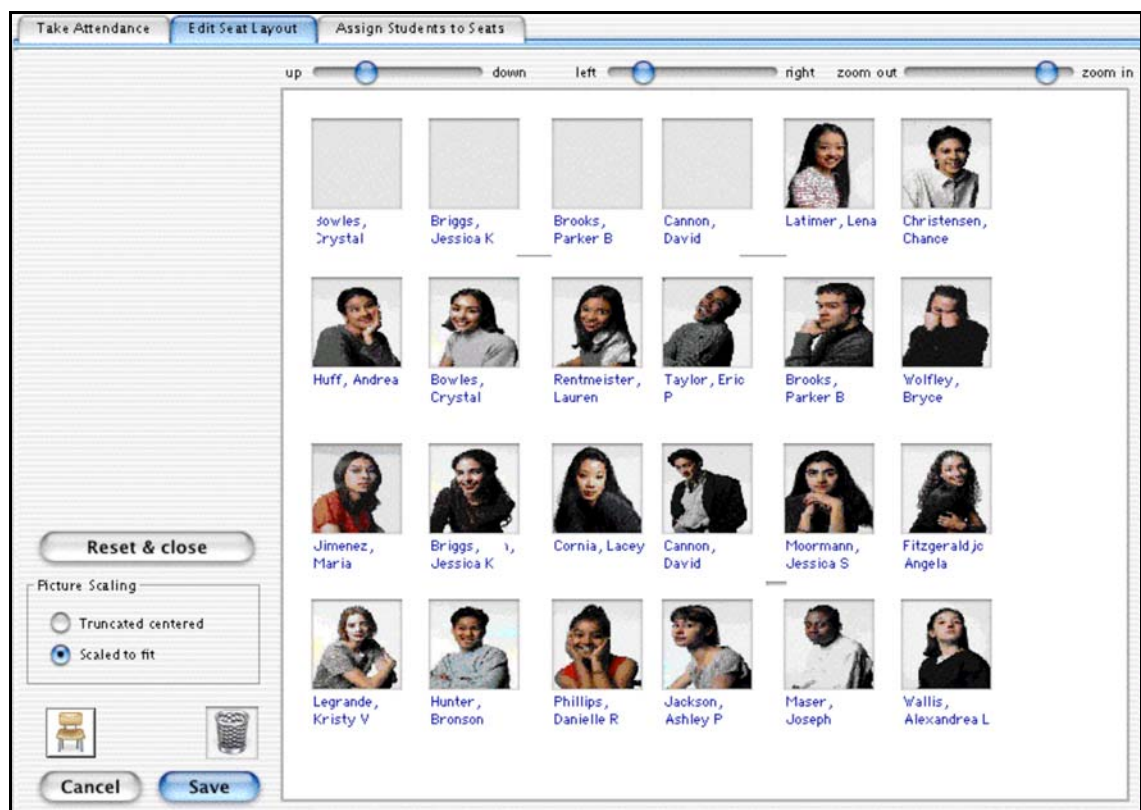 Take Attendance
Edit Seat Layout
Assign Students to Seats
up
down
left
right
zoom out
zoom in
Bowles,
Crystal
Briggs,
Jessica K
Brooks,
Parker B
Cannon,
David
Latimer, Lena
Christensen,
Chance
Huff, Andrea
Bowles,
Crystal
Rentmeister,
Lauren
Taylor, Eric
P
Brooks,
Parker B
Wolfley,
Bryce
Jimenez,
Maria
Briggs,
Jessica K
Cornia, Lacey
Cannon,
David
Moormann,
Jessica S
Fitzgerald
Angela
Legrande,
Kristy V
Hunter,
Bronson
Phillips,
Danielle R
Jackson,
Ashley P
Maser,
Joseph
Wallis,
Alexandrea L
Reset & close
Picture Scaling
Truncated centered
Scaled to fit
Cancel
Save